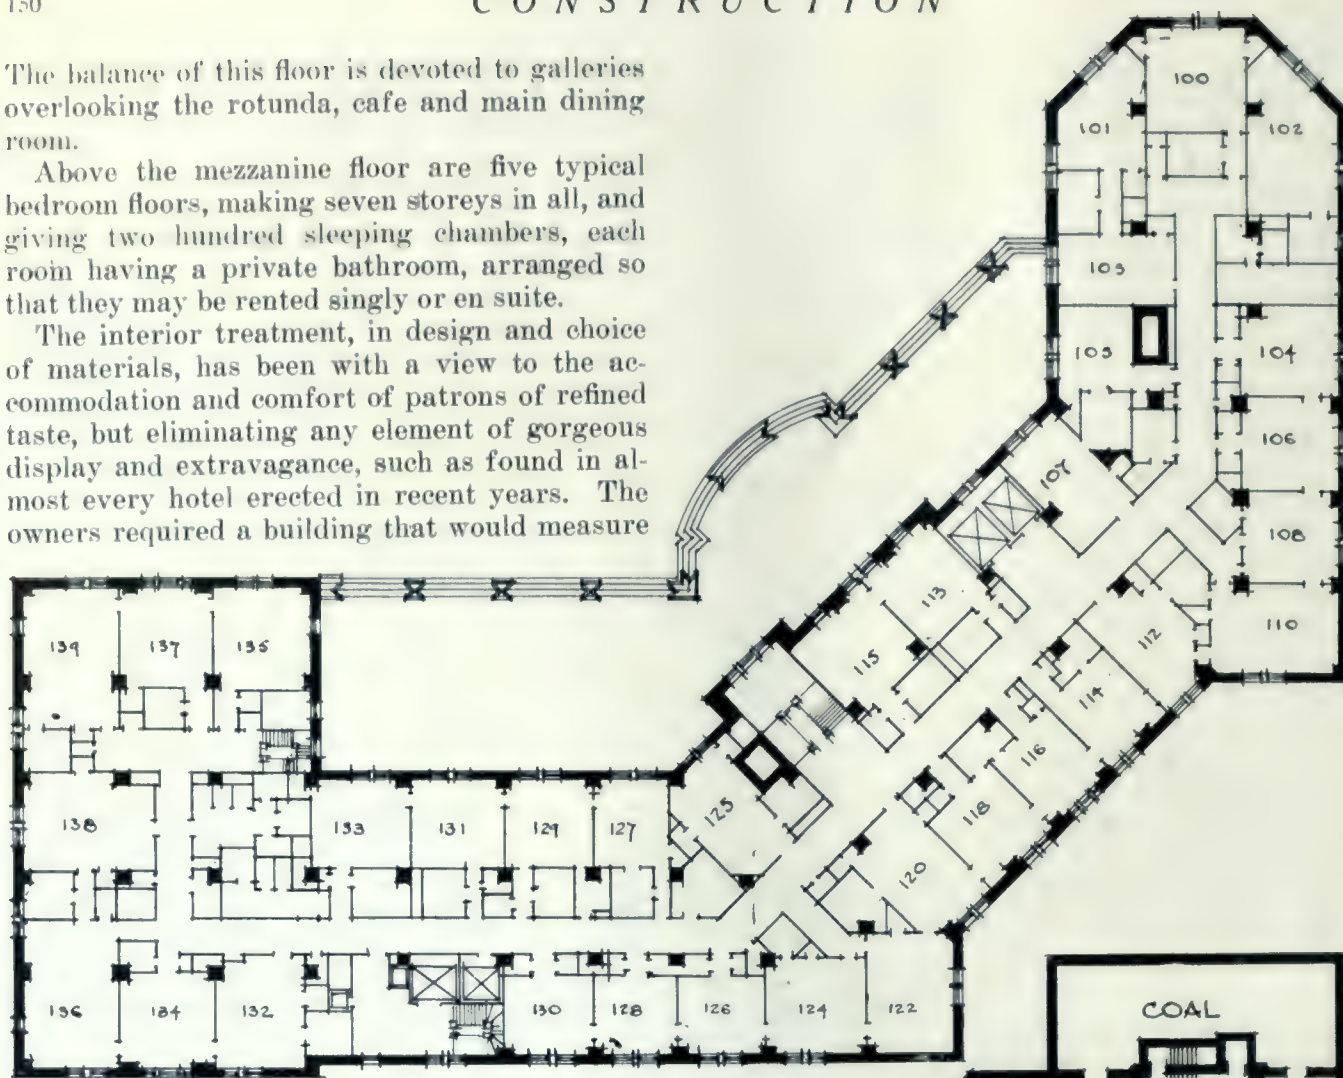 150
CONSTRUCTION
The balance of this floor is devoted to galleries
overlooking the rotunda, cafe and main dining
room.
Above the mezzanine floor are five typical
bedroom floors, making seven storeys in all, and
giving two hundred sleeping chambers, each
room having a private bathroom, arranged so
that they may be rented singly or en suite.
The interior treatment, in design and choice
of materials, has been with a view to the ac-
commodation and comfort of patrons of refined
taste, but eliminating any element of gorgeous
display and extravagance, such as found in al-
most every hotel erected in recent years. The
owners required a building that would measure
100
101
102
103
105
104
106
107
108
110
113
112
115
114
116
118
120
125
139
137
135
138
133
131
129
127
136
134
132
130
128
126
124
122
COAL